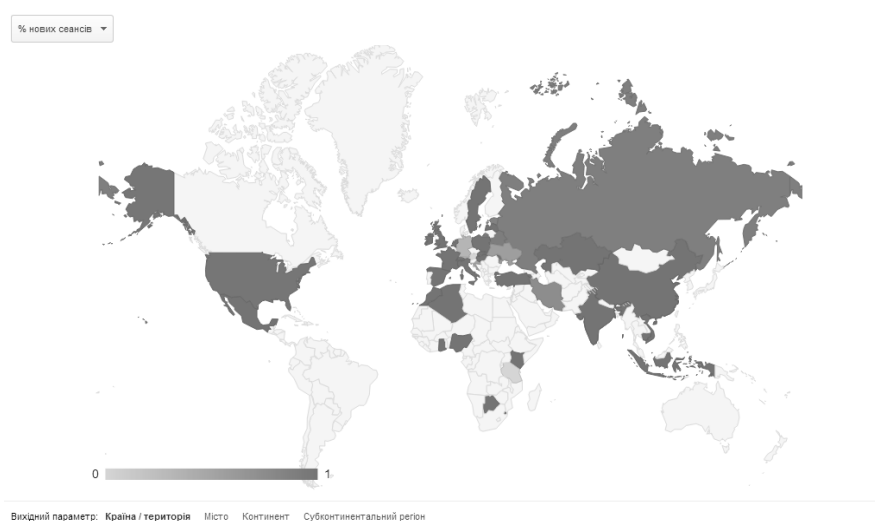 % нових сеансів
0 1
Вихідний параметр: Країна / територія Місто Континент Субконтинентальний регіон